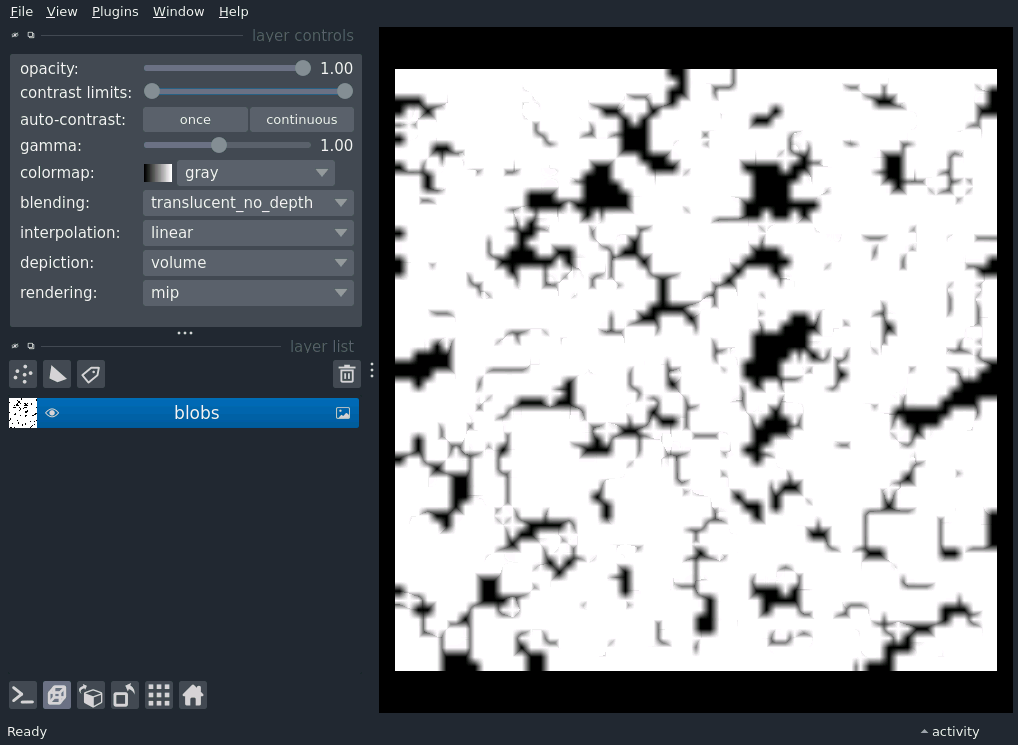 File View Plugins Window Help
layer controls
opacity: 1.00
contrast limits:
auto-contrast: once continuous
gamma: 1.00
colormap: gray
blending: translucent_no_depth
interpolation: linear
depiction: volume
rendering: mip
layer list
blobs
Ready activity